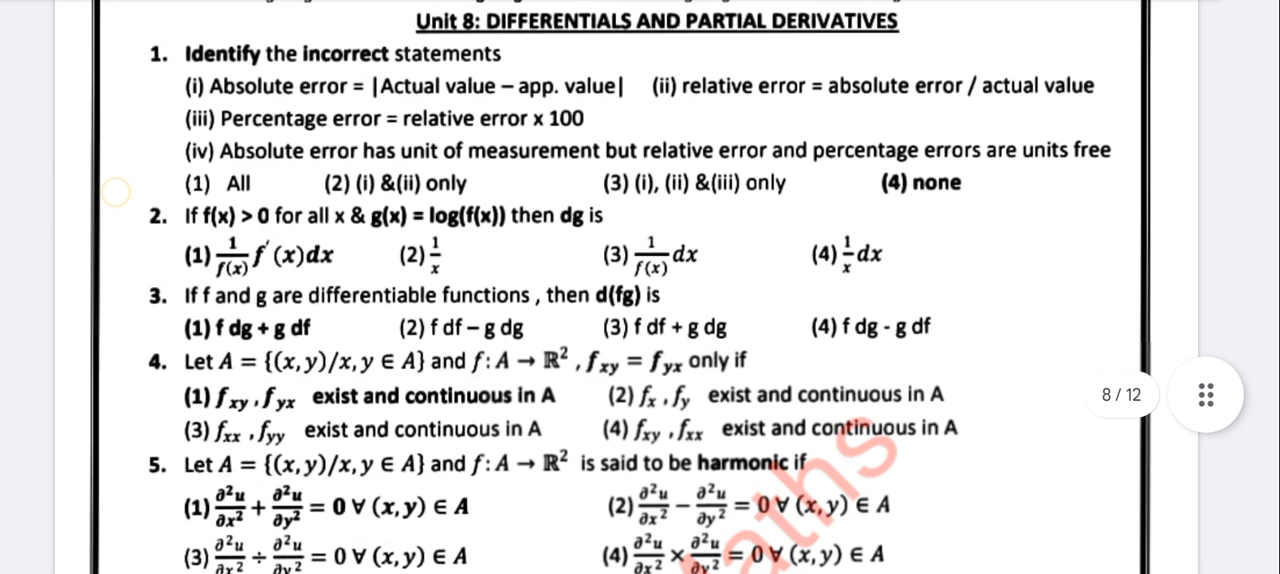 Unit 8: DIFFERENTIALS AND PARTIAL DERIVATIVES
1. Identify the incorrect statements
(i) Absolute error = |Actual value – app. value| (ii) relative error = absolute error / actual value
(iii) Percentage error = relative error x 100
(iv) Absolute error has unit of measurement but relative error and percentage errors are units free
(1) All (2) (i) &(ii) only (3) (i), (ii) &(iii) only (4) none
2. If f(x) > 0 for all x & g(x) = log(f(x)) then dg is
(1) 1/f(x) f′(x)dx (2) 1/x (3) 1/f(x) dx (4) 1/x dx
3. If f and g are differentiable functions , then d(fg) is
(1) f dg + g df (2) f df – g dg (3) f df + g dg (4) f dg - g df
4. Let A = {(x, y)/x, y ∈ A} and f: A → ℝ² , f_xy = f_yx only if
(1) f_xy , f_yx exist and continuous in A (2) f_x , f_y exist and continuous in A
(3) f_xx , f_yy exist and continuous in A (4) f_xy , f_xx exist and continuous in A
5. Let A = {(x, y)/x, y ∈ A} and f: A → ℝ² is said to be harmonic if
(1) ∂²u/∂x² + ∂²u/∂y² = 0 ∀ (x, y) ∈ A (2) ∂²u/∂x² − ∂²u/∂y² = 0 ∀ (x, y) ∈ A
(3) ∂²u/∂x² ÷ ∂²u/∂y² = 0 ∀ (x, y) ∈ A (4) ∂²u/∂x² × ∂²u/∂y² = 0 ∀ (x, y) ∈ A
8 / 12